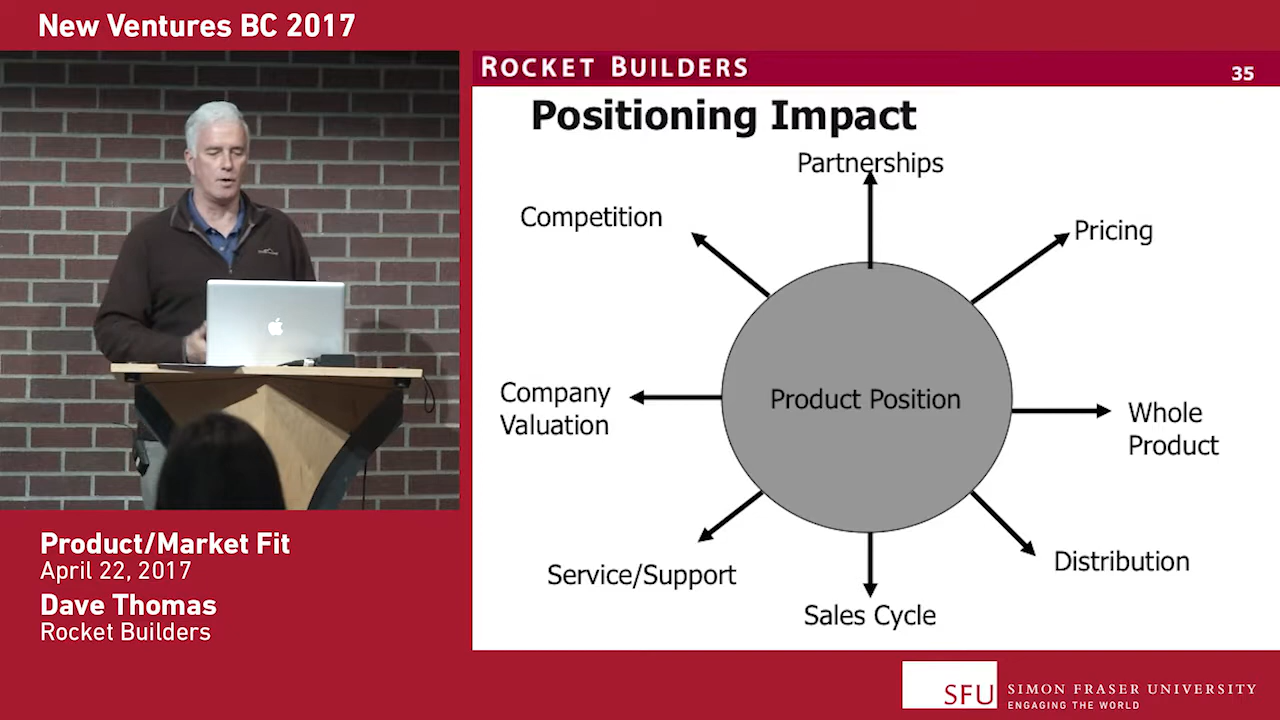 New Ventures BC 2017
ROCKET BUILDERS
35
Positioning Impact
Partnerships
Competition
Pricing
Company
Valuation
Product Position
Whole
Product
Service/Support
Distribution
Sales Cycle
Product/Market Fit
April 22, 2017
Dave Thomas
Rocket Builders
SFU
SIMON FRASER UNIVERSITY
ENGAGING THE WORLD